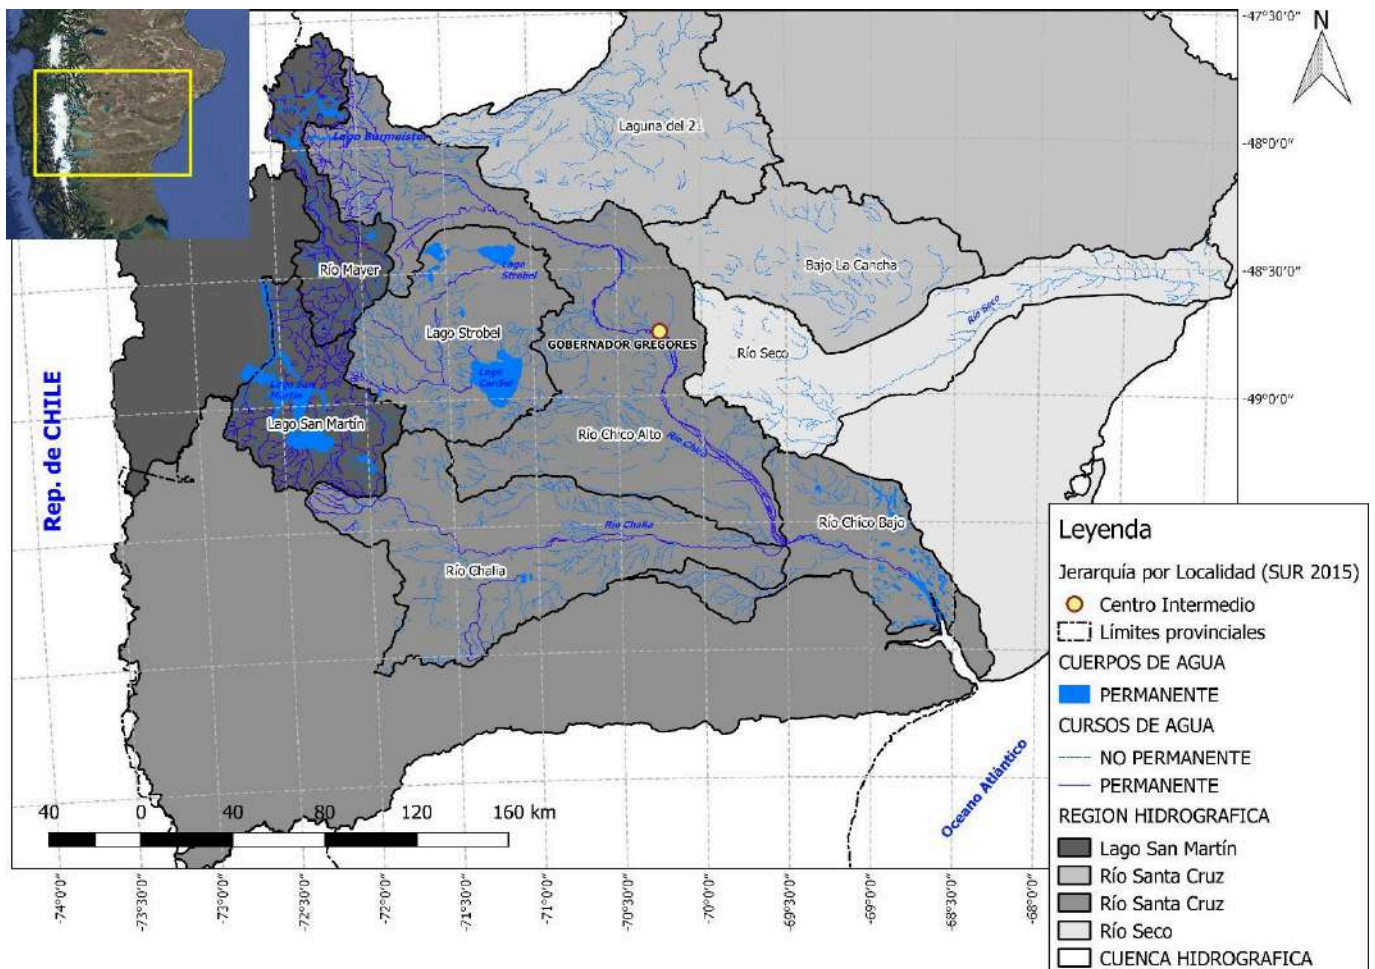 -47°30'0"
N
Laguna del 21
Lago Burmeister
-48°0'0"
Bajo La Cancha
Río Mayer
Lago
Strobel
-48°30'0"
Río Seco
Lago Strobel
GOBERNADOR GREGORES
Río Seco
Lago
Cardiel
Lago San
Martín
-49°0'0"
Lago San Martín
Río Chico Alto
Río Chico
Rep. de CHILE
Río Chalia
Río Chico Bajo
Río Chalia
Oceano Atlántico
40 0 40 80 120 160 km
-74°0'0"
-73°30'0"
-73°0'0"
-72°30'0"
-72°0'0"
-71°30'0"
-71°0'0"
-70°30'0"
-70°0'0"
-69°30'0"
-69°0'0"
-68°30'0"
-68°0'0"
Leyenda
Jerarquía por Localidad (SUR 2015)
Centro Intermedio
Límites provinciales
CUERPOS DE AGUA
PERMANENTE
CURSOS DE AGUA
NO PERMANENTE
PERMANENTE
REGION HIDROGRAFICA
Lago San Martín
Río Santa Cruz
Río Santa Cruz
Río Seco
CUENCA HIDROGRAFICA